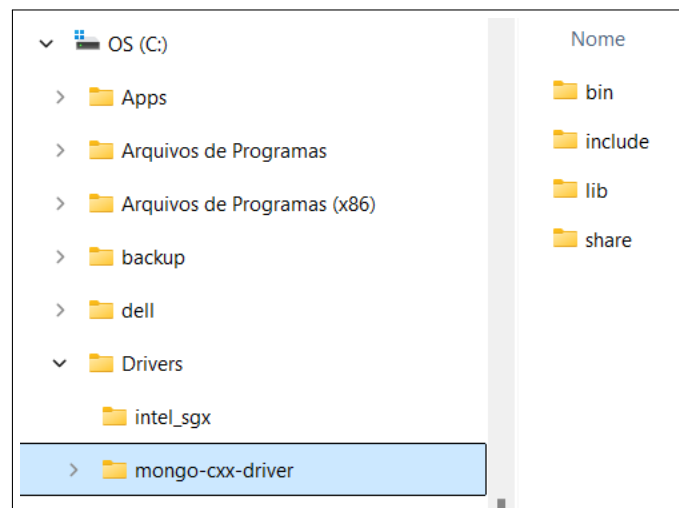 OS (C:)
Apps
Arquivos de Programas
Arquivos de Programas (x86)
backup
dell
Drivers
intel_sgx
mongo-cxx-driver
Nome
bin
include
lib
share